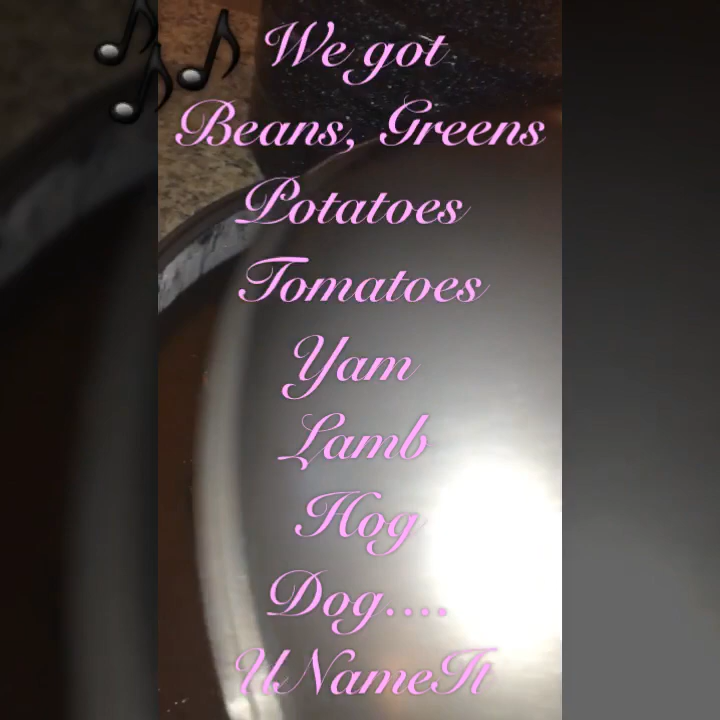 We got
Beans, Greens
Potatoes
Tomatoes
Yam
Lamb
Hog
Dog....
UNameIt